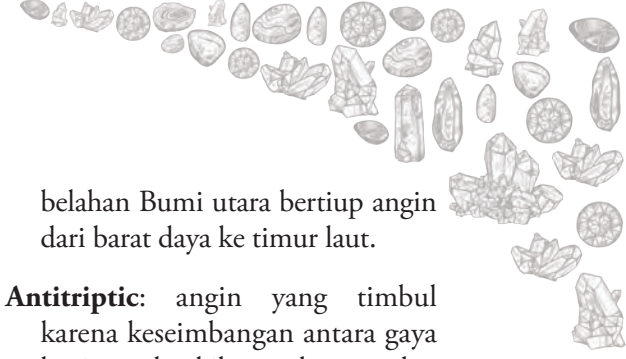 belahan Bumi utara bertiup angin
dari barat daya ke timur laut.
Antitriptic: angin yang timbul
karena keseimbangan antara gaya